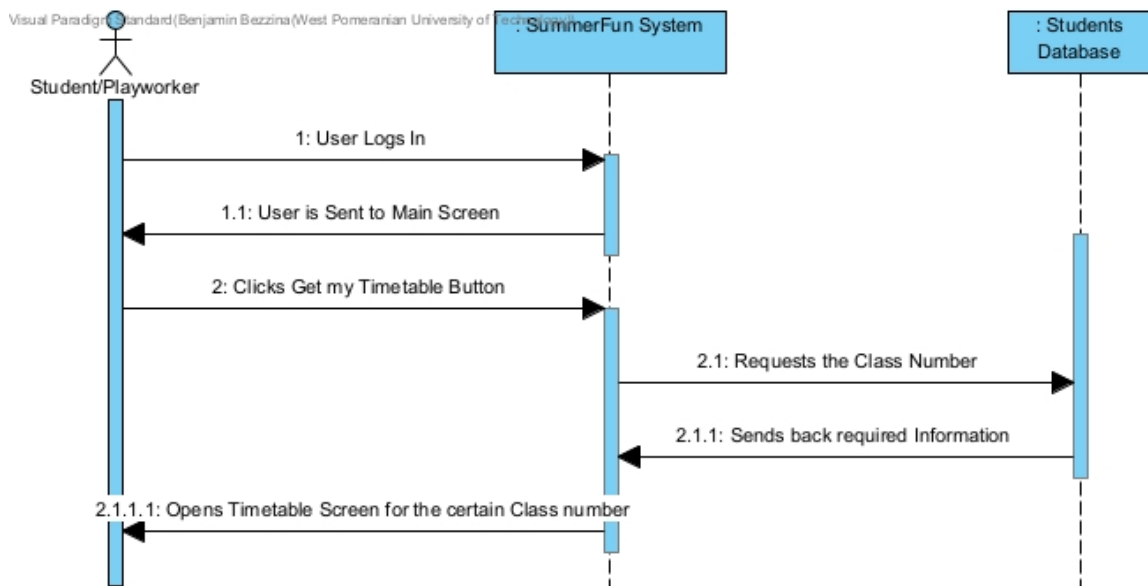 Visual Paradigm Standard(Benjamin Bezzina(West Pomeranian University of Technology))
: SummerFun System
: Students
Database
Student/Playworker
1: User Logs In
1.1: User is Sent to Main Screen
2: Clicks Get my Timetable Button
2.1: Requests the Class Number
2.1.1: Sends back required Information
2.1.1.1: Opens Timetable Screen for the certain Class number